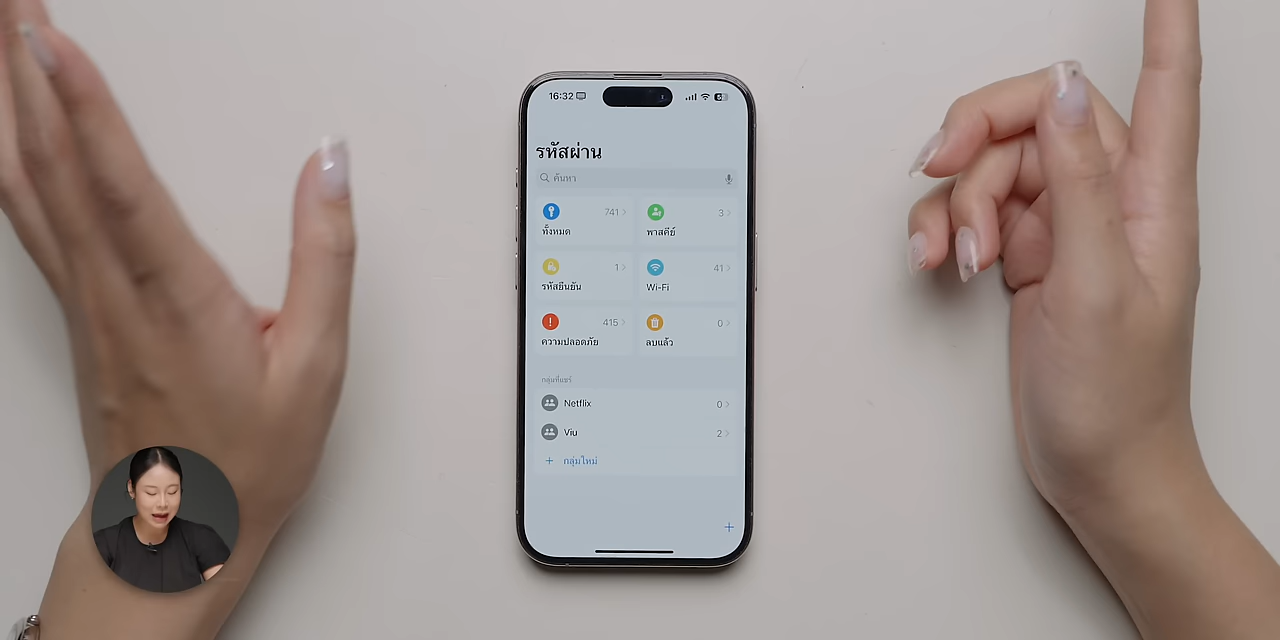 16:32
รหัสผ่าน
ค้นหา
741
ทั้งหมด
3
พาสคีย์
1
รหัสยืนยัน
41
Wi-Fi
415
ความปลอดภัย
0
ลบแล้ว
กลุ่มที่แชร์
Netflix 0
Viu 2
+ กลุ่มใหม่
+